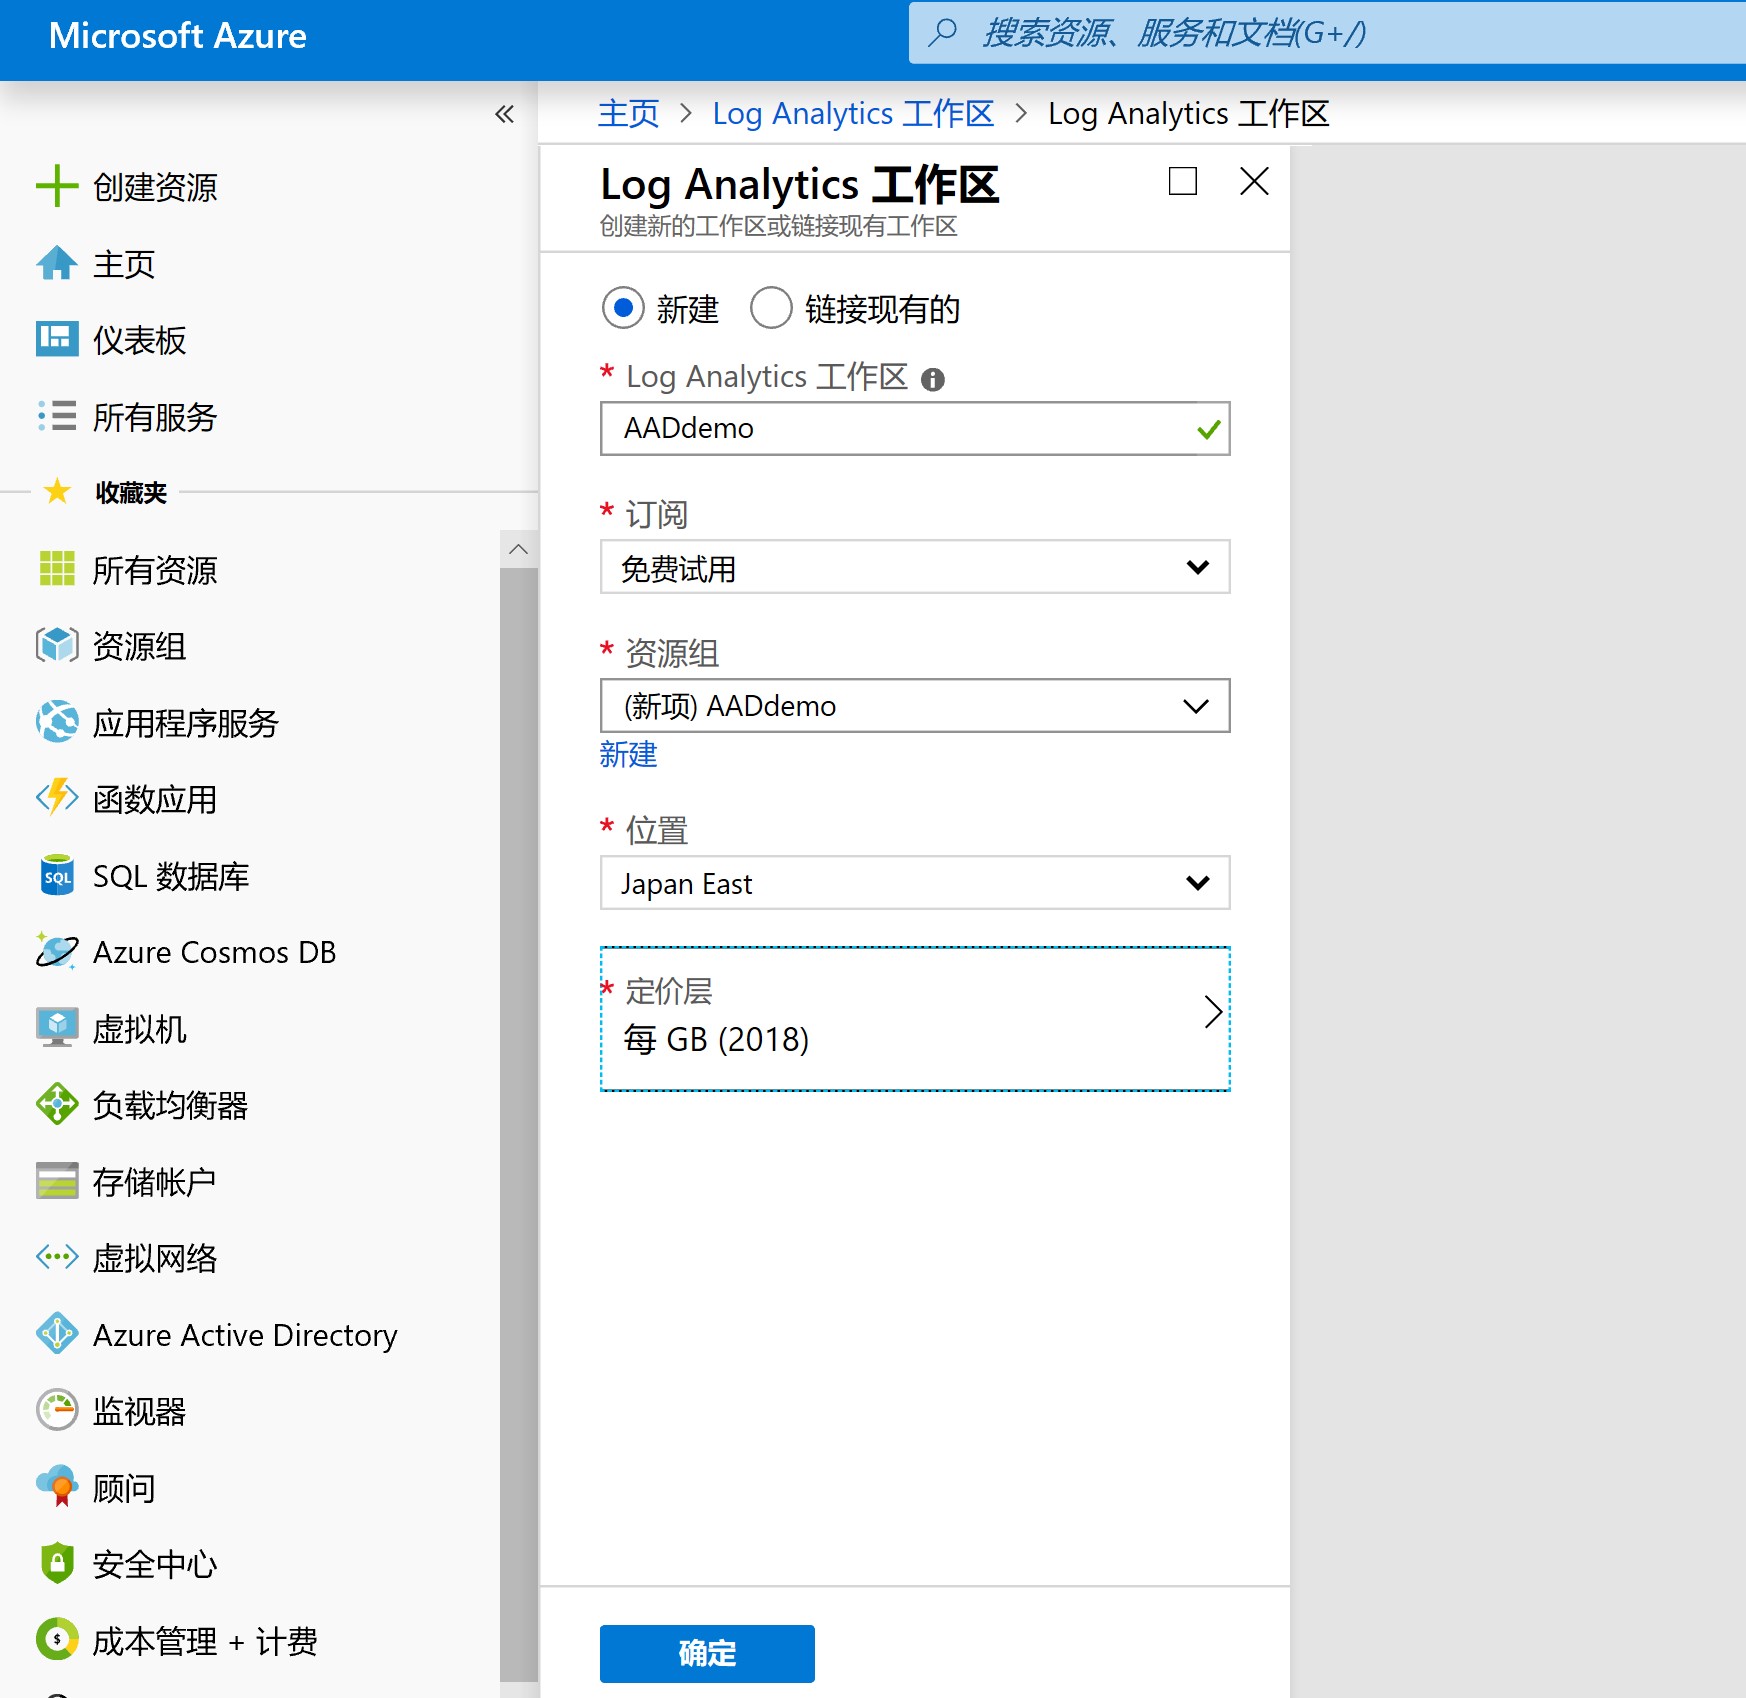 Microsoft Azure
搜索资源、服务和文档(G+/)
«
主页 > Log Analytics 工作区 > Log Analytics 工作区
创建资源
主页
仪表板
所有服务
收藏夹
所有资源
资源组
应用程序服务
函数应用
SQL
SQL 数据库
Azure Cosmos DB
虚拟机
负载均衡器
存储帐户
虚拟网络
Azure Active Directory
监视器
顾问
安全中心
$
成本管理 + 计费
Log Analytics 工作区
创建新的工作区或链接现有工作区
新建 链接现有的
* Log Analytics 工作区
AADdemo
* 订阅
免费试用
* 资源组
(新项) AADdemo
新建
* 位置
Japan East
* 定价层
每 GB (2018)
确定